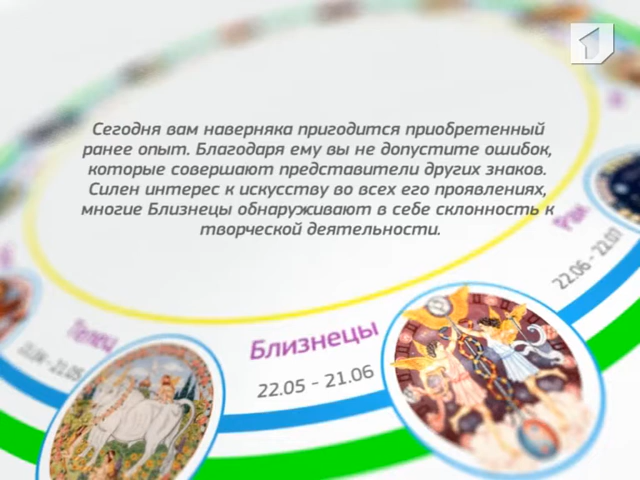 Сегодня вам наверняка пригодится приобретенный
ранее опыт. Благодаря ему вы не допустите ошибок,
которые совершают представители других знаков.
Силен интерес к искусству во всех его проявлениях,
многие Близнецы обнаруживают в себе склонность к
творческой деятельности.
Рак
22.06 - 22.07
Телец
Близнецы
22.05 - 21.06